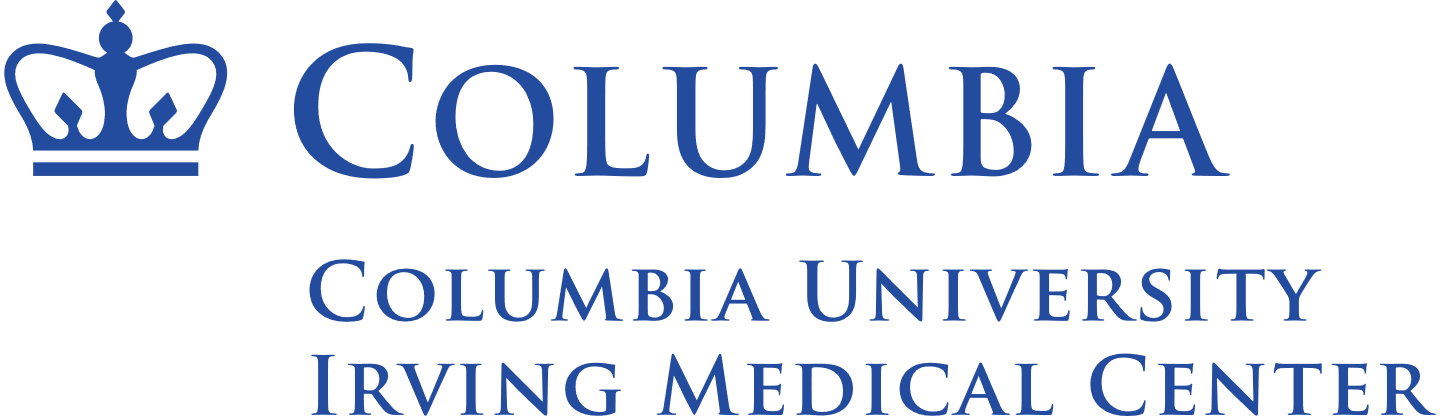 COLUMBIA
COLUMBIA UNIVERSITY
IRVING MEDICAL CENTER